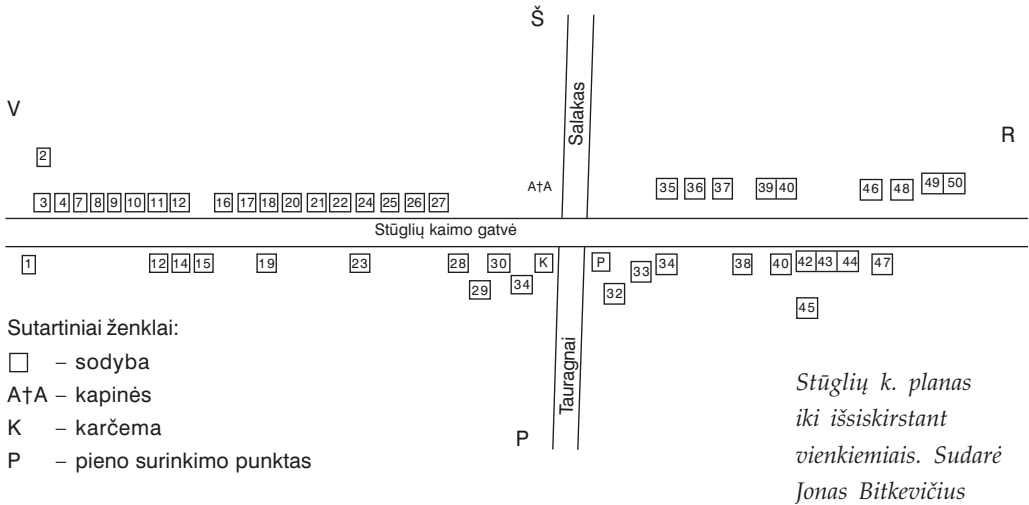 Š
V
Salakas
R
2
A†A
3 4 7 8 9 10 11 12 16 17 18 20 21 22 24 25 26 27
35 36 37 39 40 46 48 49 50
Stūglių kaimo gatvė
1 12 14 15 19 23 28 30 K
29 34
P 33 34 38 40 42 43 44 47
32
45
Tauragnai
P
Sutartiniai ženklai:
– sodyba
A†A – kapinės
K – karčema
P – pieno surinkimo punktas
Stūglių k. planas
iki išsiskirstant
vienkiemiais. Sudarė
Jonas Bitkevičius